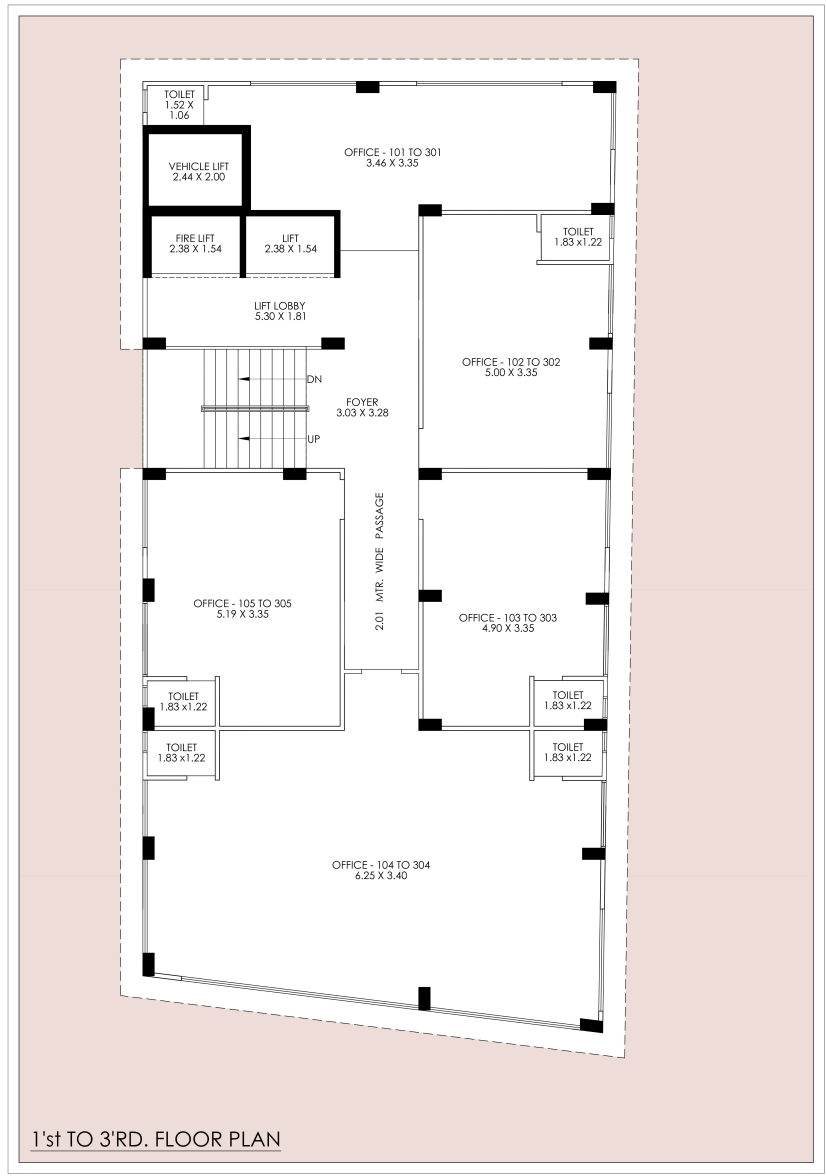 TOILET
1.52 X
1.06
OFFICE - 101 TO 301
3.46 X 3.35
VEHICLE LIFT
2.44 X 2.00
FIRE LIFT
2.38 X 1.54
LIFT
2.38 X 1.54
TOILET
1.83 x1.22
LIFT LOBBY
5.30 X 1.81
OFFICE - 102 TO 302
5.00 X 3.35
DN
FOYER
3.03 X 3.28
UP
2.01 MTR. WIDE PASSAGE
OFFICE - 105 TO 305
5.19 X 3.35
OFFICE - 103 TO 303
4.90 X 3.35
TOILET
1.83 x1.22
TOILET
1.83 x1.22
TOILET
1.83 x1.22
TOILET
1.83 x1.22
OFFICE - 104 TO 304
6.25 X 3.40
1'st TO 3'RD. FLOOR PLAN